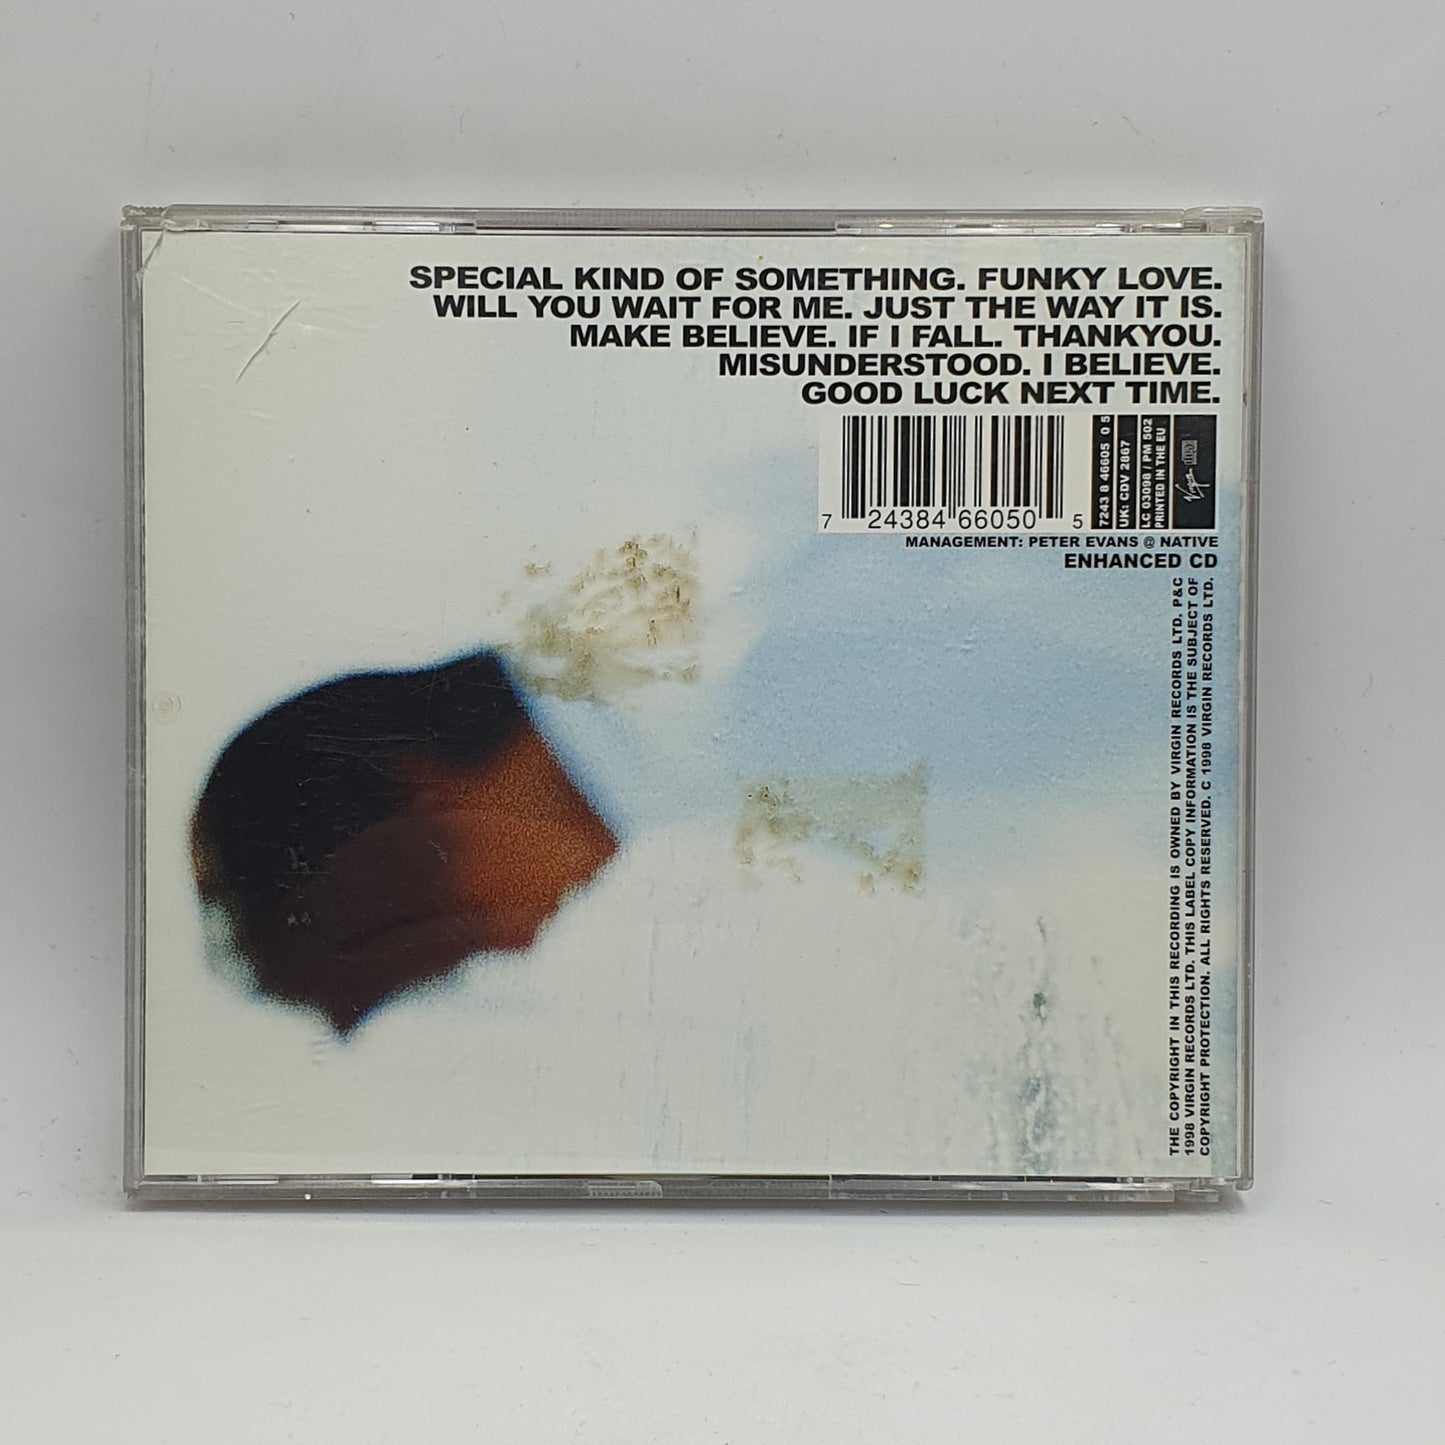 SPECIAL KIND OF SOMETHING. FUNKY LOVE.
WILL YOU WAIT FOR ME. JUST THE WAY IT IS.
MAKE BELIEVE. IF I FALL. THANKYOU.
MISUNDERSTOOD. I BELIEVE.
GOOD LUCK NEXT TIME.
7 24384 66050 5
7243 8 46605 0 5
UK: CDV 2867
LC 03098 / PM 502
PRINTED IN THE EU
Virgin
MANAGEMENT: PETER EVANS @ NATIVE
ENHANCED CD
THE COPYRIGHT IN THIS RECORDING IS OWNED BY VIRGIN RECORDS LTD. P&C
1998 VIRGIN RECORDS LTD. THIS LABEL COPY INFORMATION IS THE SUBJECT OF
COPYRIGHT PROTECTION. ALL RIGHTS RESERVED. C 1998 VIRGIN RECORDS LTD.